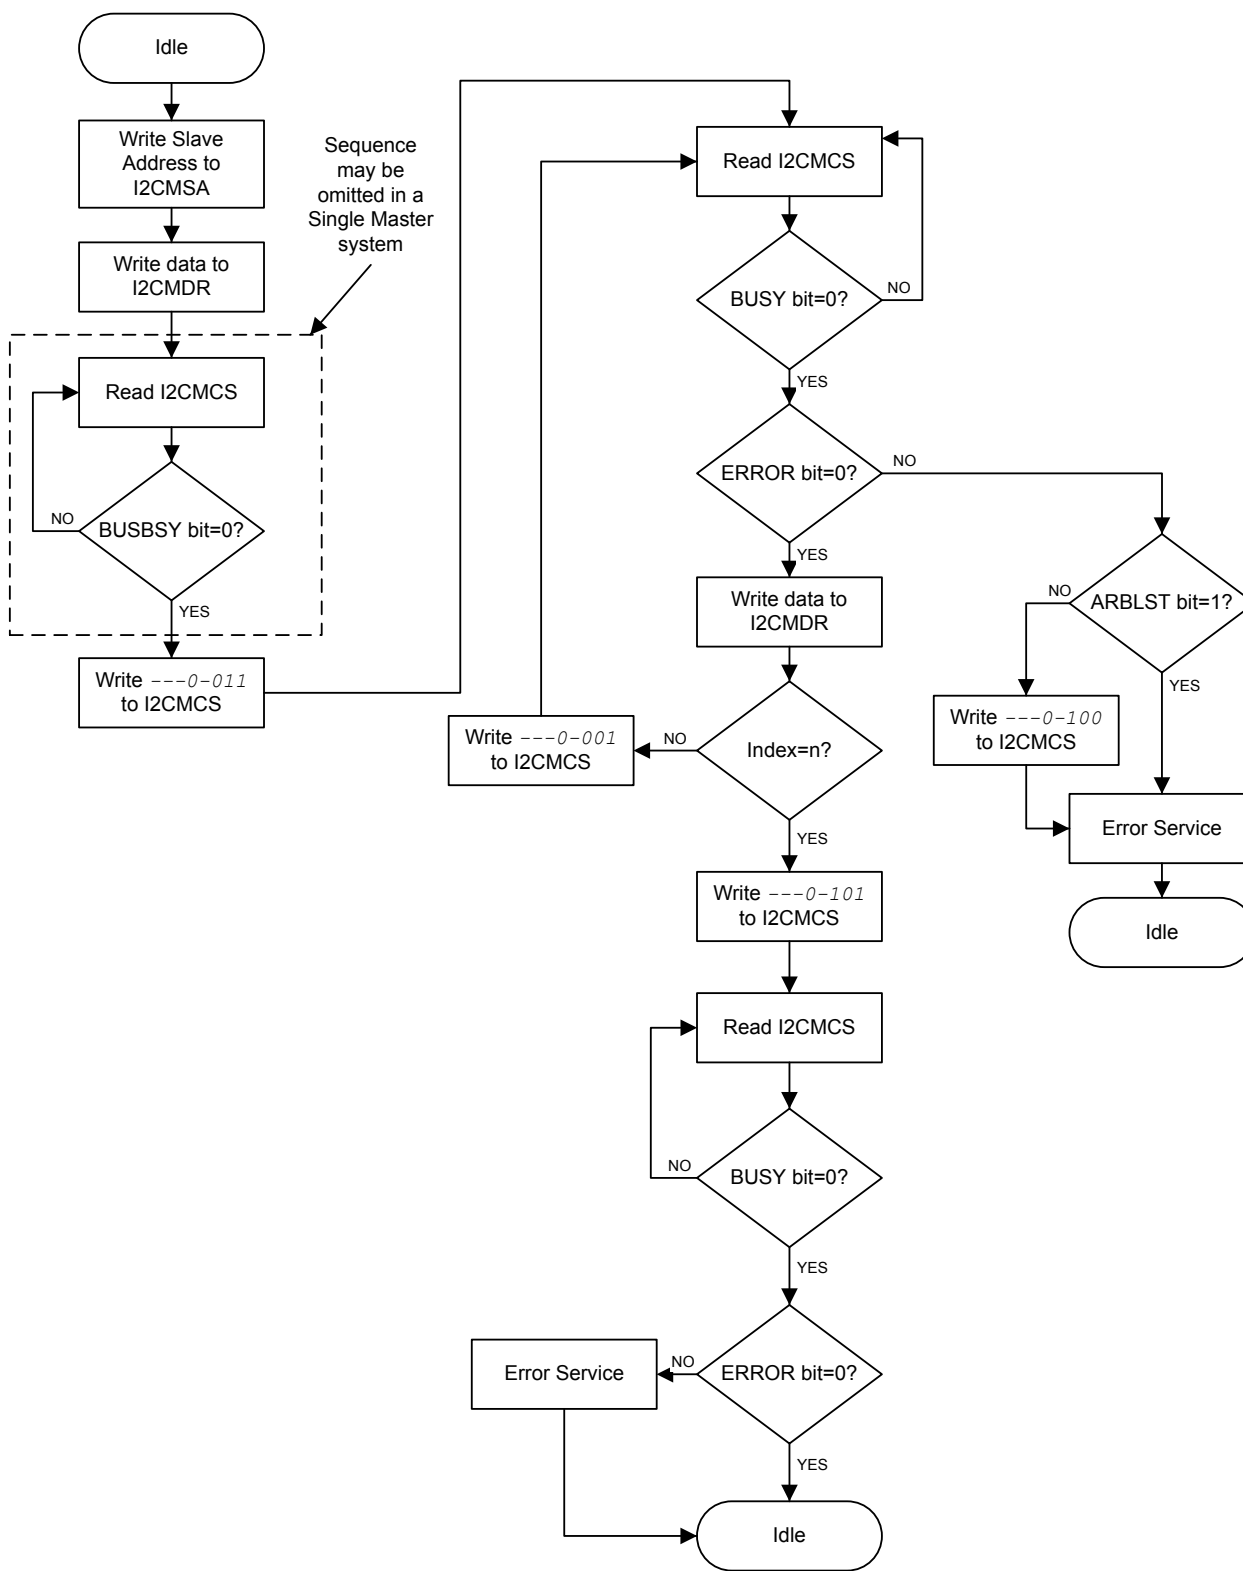 Idle
Write Slave
Address to
I2CMSA
Sequence
may be
omitted in a
Single Master
system
Write data to
I2CMDR
Read I2CMCS
BUSBSY bit=0?
NO
YES
Write ---0-011
to I2CMCS
Read I2CMCS
BUSY bit=0?
NO
YES
ERROR bit=0?
NO
YES
Write data to
I2CMDR
Index=n?
NO
Write ---0-001
to I2CMCS
YES
ARBLST bit=1?
NO
YES
Write ---0-100
to I2CMCS
Error Service
Idle
Write ---0-101
to I2CMCS
Read I2CMCS
BUSY bit=0?
NO
YES
ERROR bit=0?
NO
Error Service
YES
Idle